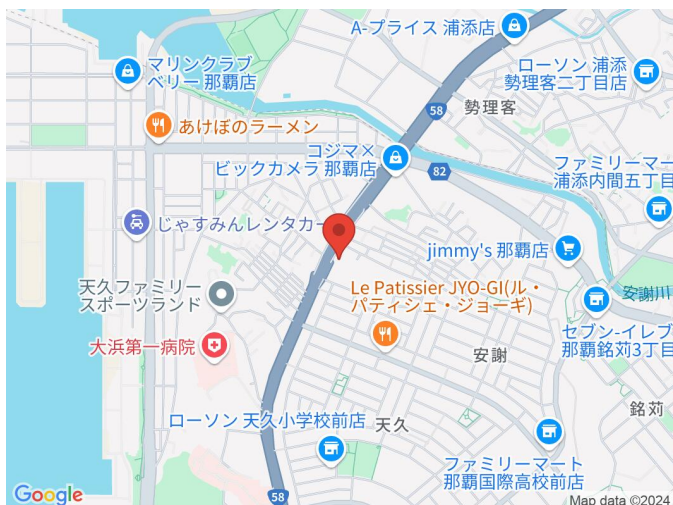 A-プライス 浦添店
マリンクラブ
ベリー 那覇店
ローソン 浦添
勢理客二丁目店
58
勢理客
あけぼのラーメン
コジマ×
ビックカメラ 那覇店
82
ファミリーマート
浦添内間五丁目
じゃすみんレンタカー
jimmy's 那覇店
天久ファミリー
スポーツランド
Le Patissier JYO-GI(ル・
パティシェ・ジョーギ)
安謝川
大浜第一病院
安謝
セブン-イレブ
那覇銘苅3丁目
銘苅
天久
ローソン 天久小学校前店
ファミリーマート
那覇国際高校前店
58
Google
Map data ©2024